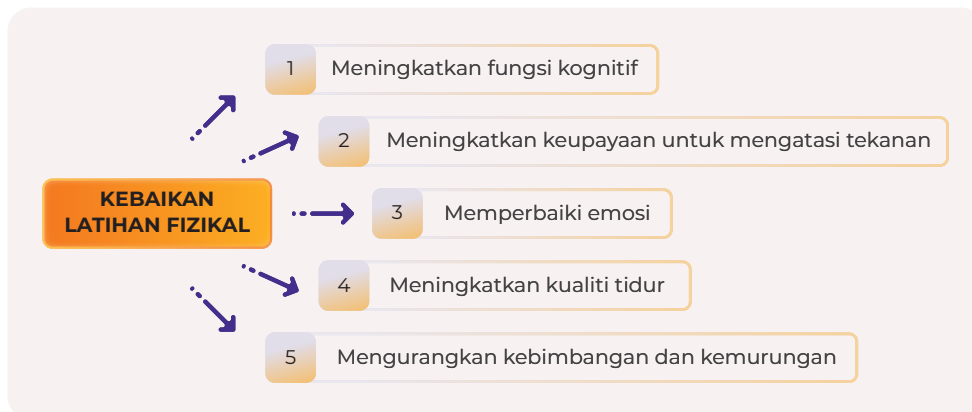 KEBAIKAN
LATIHAN FIZIKAL
1 Meningkatkan fungsi kognitif
2 Meningkatkan keupayaan untuk mengatasi tekanan
3 Memperbaiki emosi
4 Meningkatkan kualiti tidur
5 Mengurangkan kebimbangan dan kemurungan